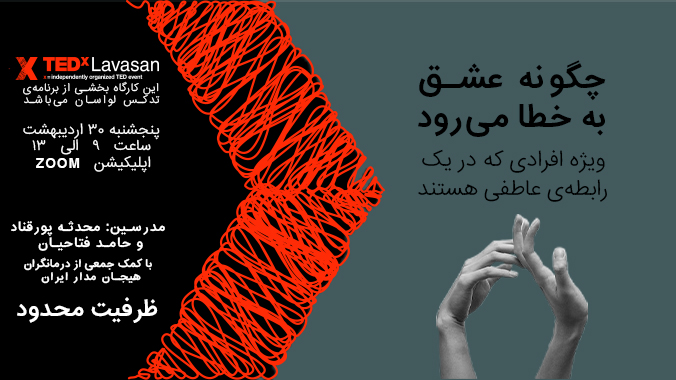 چگونه عشق
به خطا می‌رود
ویژه افرادی که در یک
رابطه‌ی عاطفی هستند
X TEDx Lavasan
x = independently organized TED event
این کارگاه بخشی از برنامه‌ی
تدکس لواسان می‌باشد
پنجشنبه ۳۰ اردیبهشت
ساعت ۹ الی ۱۳
اپلیکیشن ZOOM
مدرسین: محدثه پورقناد
و حامد فتاحیان
با کمک جمعی از درمانگران
هیجان مدار ایران
ظرفیت محدود